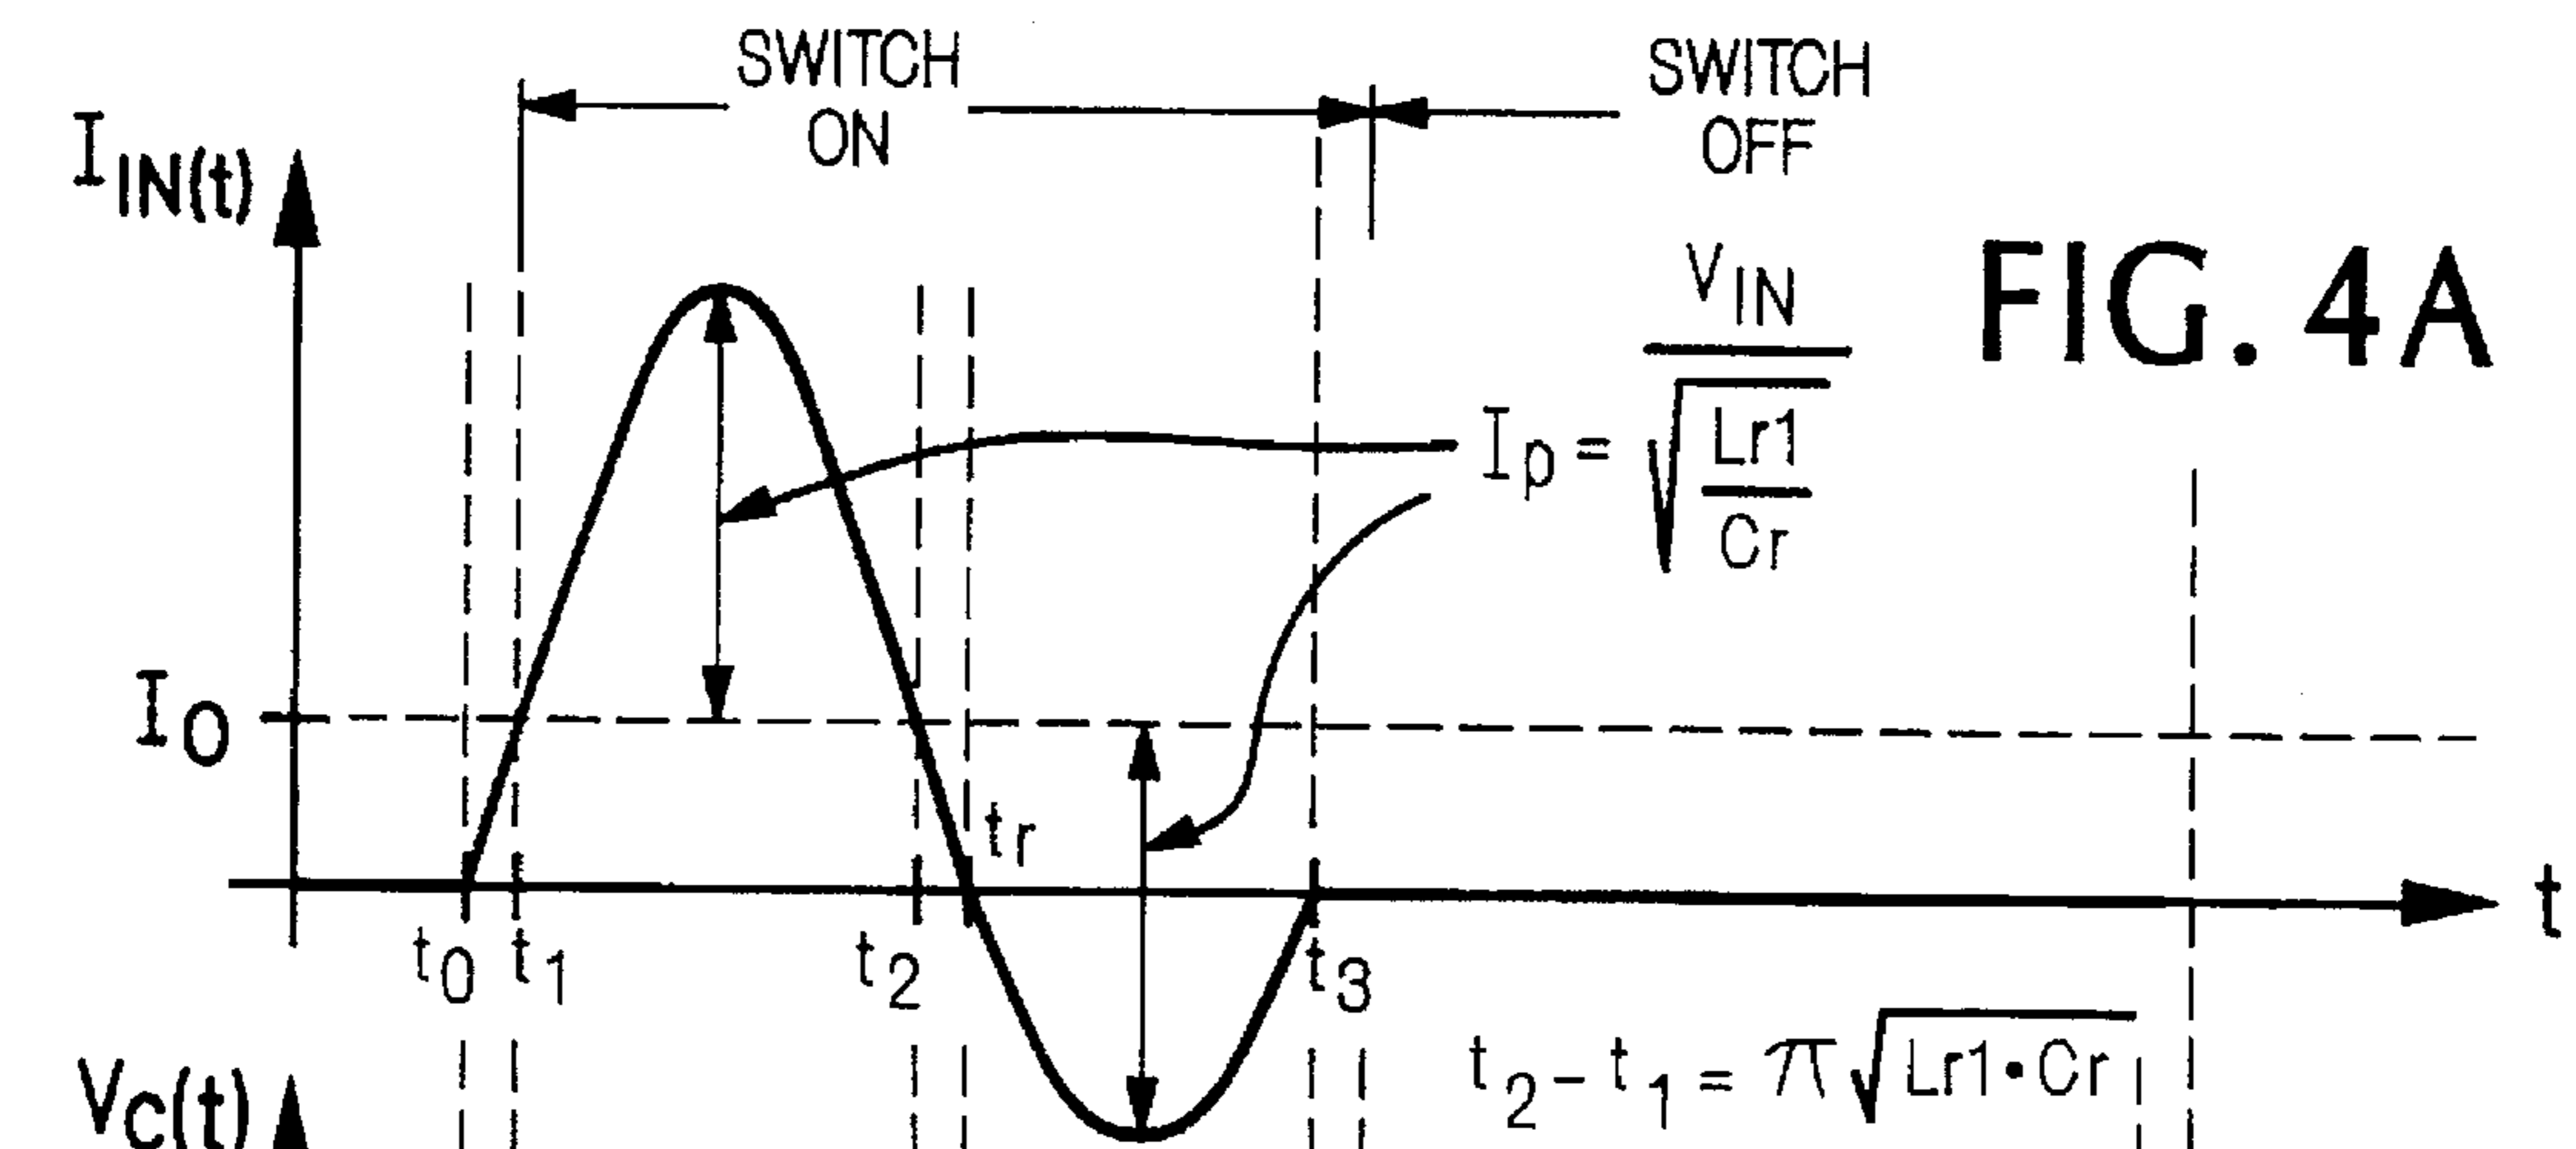 SWITCH
ON
SWITCH
OFF
I_IN(t)
FIG. 4A
I_p = V_IN / √(Lr1 / Cr)
I_O
t_r
t_0
t_1
t_2
t_3
t
t_2 - t_1 = π√(Lr1·Cr)
V_C(t)